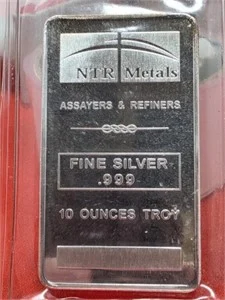 NTR Metals
ASSAYERS & REFINERS
FINE SILVER
.999
10 OUNCES TROY